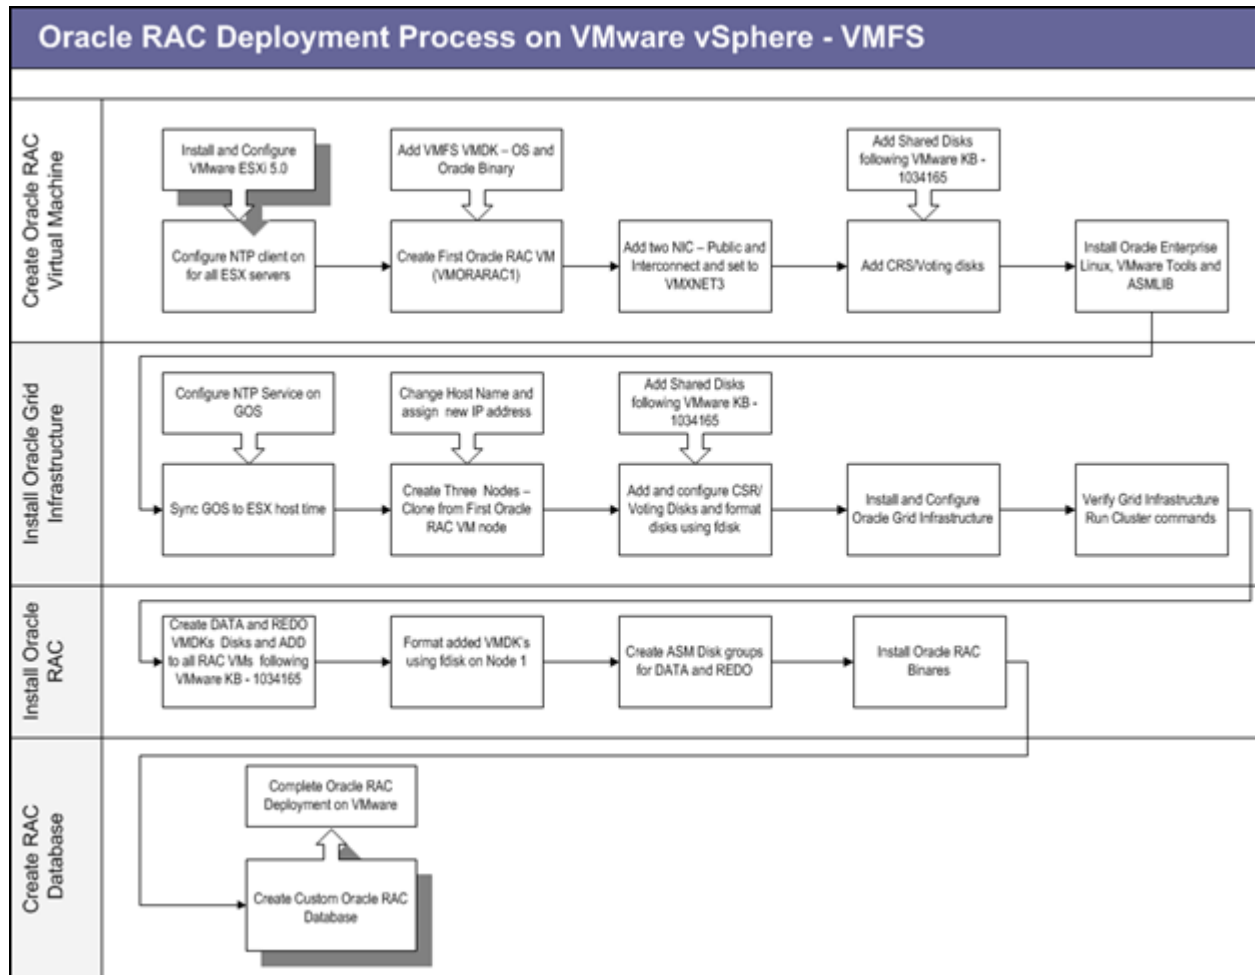 Oracle RAC Deployment Process on VMware vSphere - VMFS
Create Oracle RAC
Virtual Machine
Install and Configure
VMware ESXi 5.0
Add VMFS VMDK – OS and
Oracle Binary
Add Shared Disks
following VMware KB -
1034165
Configure NTP client on
for all ESX servers
Create First Oracle RAC VM
(VMORARAC1)
Add two NIC – Public and
Interconnect and set to
VMXNET3
Add CRS/Voting disks
Install Oracle Enterprise
Linux, VMware Tools and
ASMLIB
Install Oracle Grid
Infrastructure
Configure NTP Service on
GOS
Change Host Name and
assign new IP address
Add Shared Disks
following VMware KB -
1034165
Sync GOS to ESX host time
Create Three Nodes –
Clone from First Oracle
RAC VM node
Add and configure CSR/
Voting Disks and format
disks using fdisk
Install and Configure
Oracle Grid Infrastructure
Verify Grid Infrastructure
Run Cluster commands
Install Oracle
RAC
Create DATA and REDO
VMDKs Disks and ADD
to all RAC VMs following
VMware KB - 1034165
Format added VMDK's
using fdisk on Node 1
Create ASM Disk groups
for DATA and REDO
Install Oracle RAC
Binares
Create RAC
Database
Complete Oracle RAC
Deployment on VMware
Create Custom Oracle RAC
Database